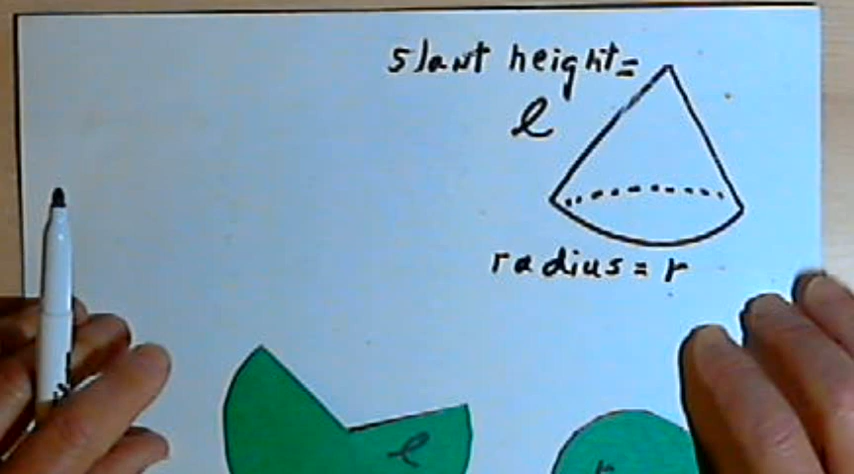 slant height=
l
radius = r
l
r